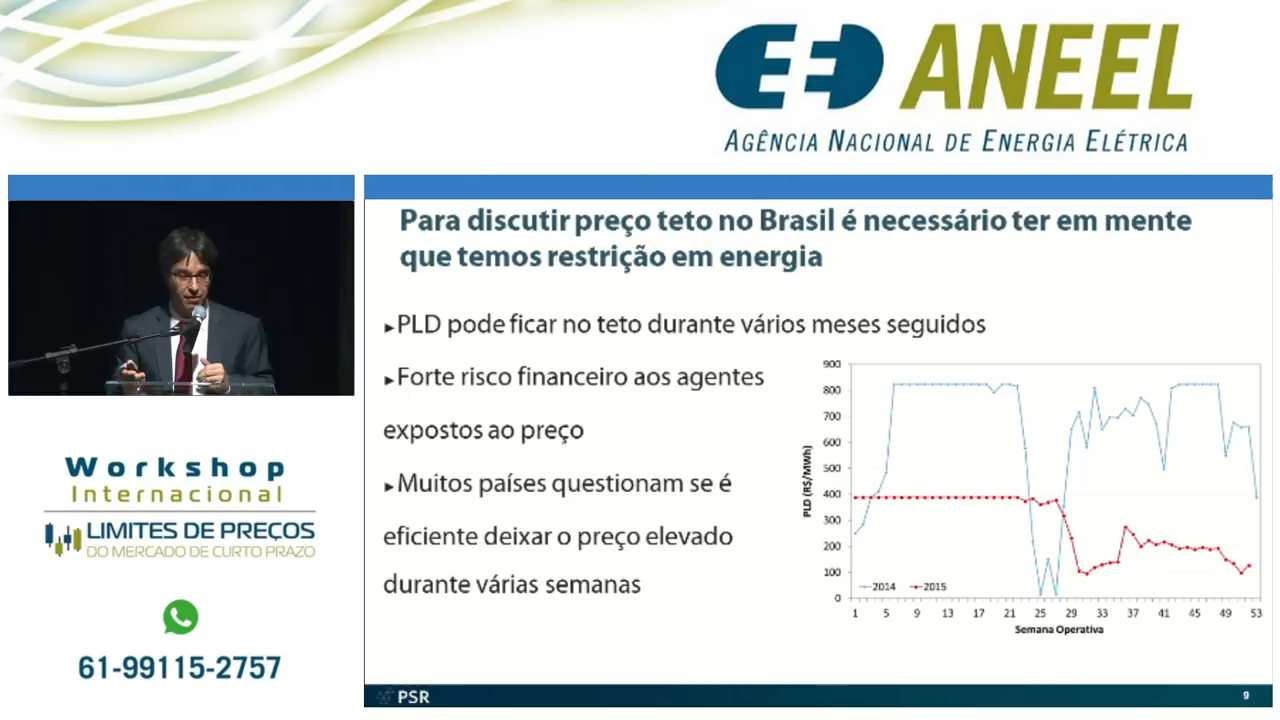 ANEEL
AGÊNCIA NACIONAL DE ENERGIA ELÉTRICA
Para discutir preço teto no Brasil é necessário ter em mente
que temos restrição em energia
►PLD pode ficar no teto durante vários meses seguidos
►Forte risco financeiro aos agentes
expostos ao preço
►Muitos países questionam se é
eficiente deixar o preço elevado
durante várias semanas
PLD (R$/MWh)
900
800
700
600
500
400
300
200
100
0
2014 2015
1 5 9 13 17 21 25 29 33 37 41 45 49 53
Semana Operativa
Workshop
Internacional
LIMITES DE PREÇOS
DO MERCADO DE CURTO PRAZO
61-99115-2757
PSR
9